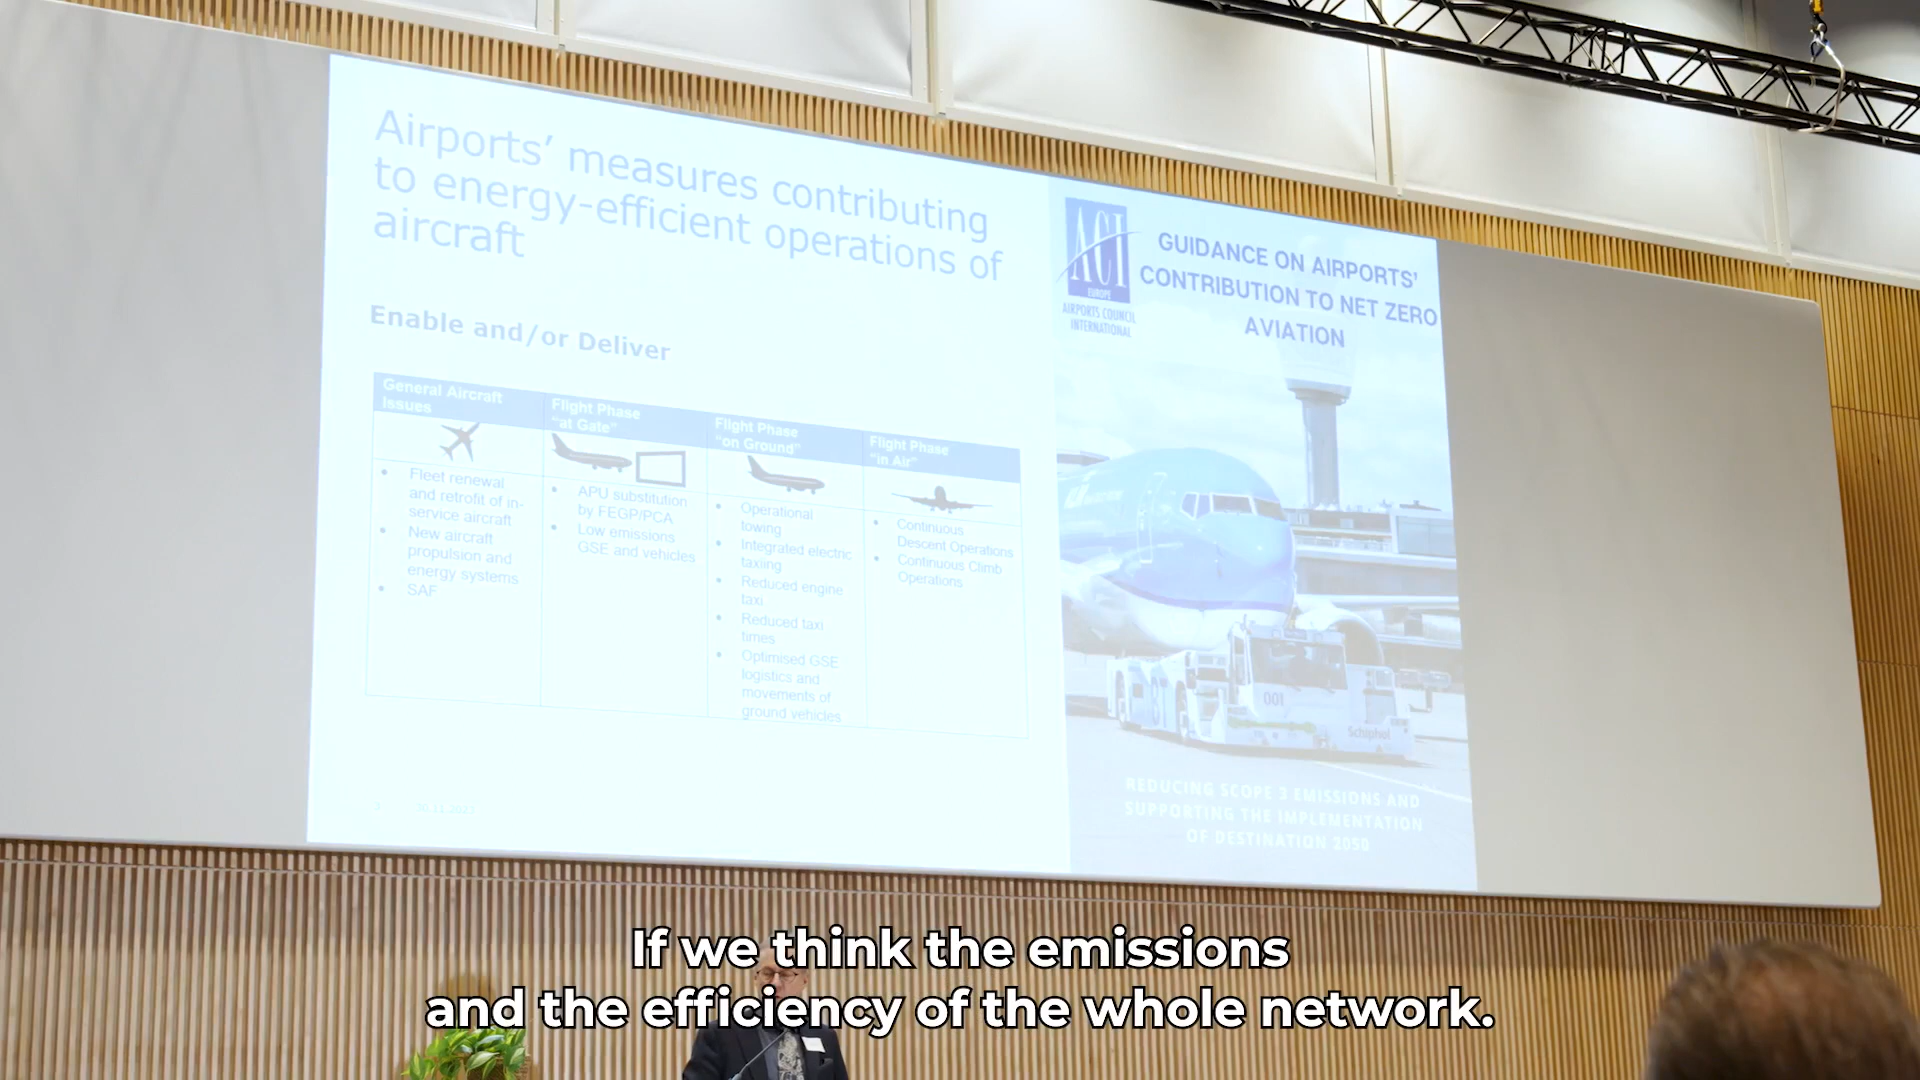 Airports’ measures contributing
to energy-efficient operations of
aircraft
Enable and/or Deliver
General Aircraft
Issues
Fleet renewal
and retrofit of in-
service aircraft
New aircraft
propulsion and
energy systems
SAF
Flight Phase
“at Gate”
APU substitution
by FEGP/PCA
Low emissions
GSE and vehicles
Flight Phase
“on Ground”
Operational
towing
Integrated electric
taxiing
Reduced engine
taxi
Reduced taxi
times
Optimised GSE
logistics and
movements of
ground vehicles
Flight Phase
“in Air”
Continuous
Descent Operations
Continuous Climb
Operations
ACI
EUROPE
AIRPORTS COUNCIL
INTERNATIONAL
GUIDANCE ON AIRPORTS’
CONTRIBUTION TO NET ZERO
AVIATION
001
Schiphol
REDUCING SCOPE 3 EMISSIONS AND
SUPPORTING THE IMPLEMENTATION
OF DESTINATION 2050
If we think the emissions
and the efficiency of the whole network.